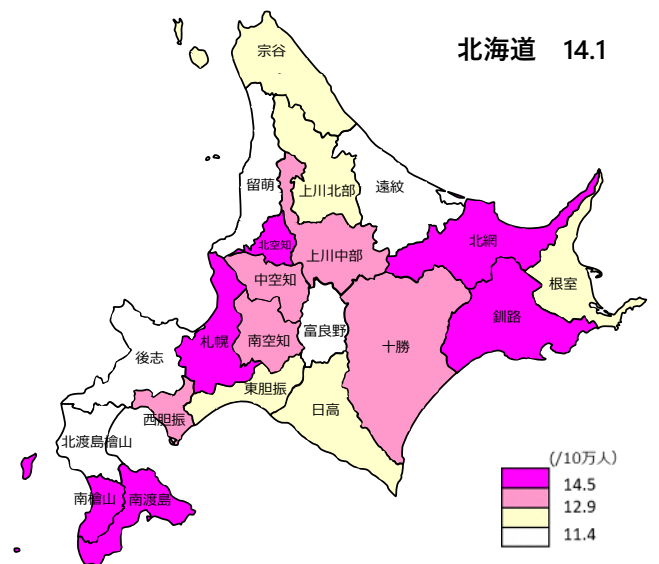 北海道 14.1
宗谷
留萌
上川北部
遠紋
北空知
上川中部
北網
中空知
根室
札幌
南空知
富良野
十勝
釧路
後志
東胆振
西胆振
日高
北渡島檜山
南檜山
南渡島
(/10万人)
14.5
12.9
11.4